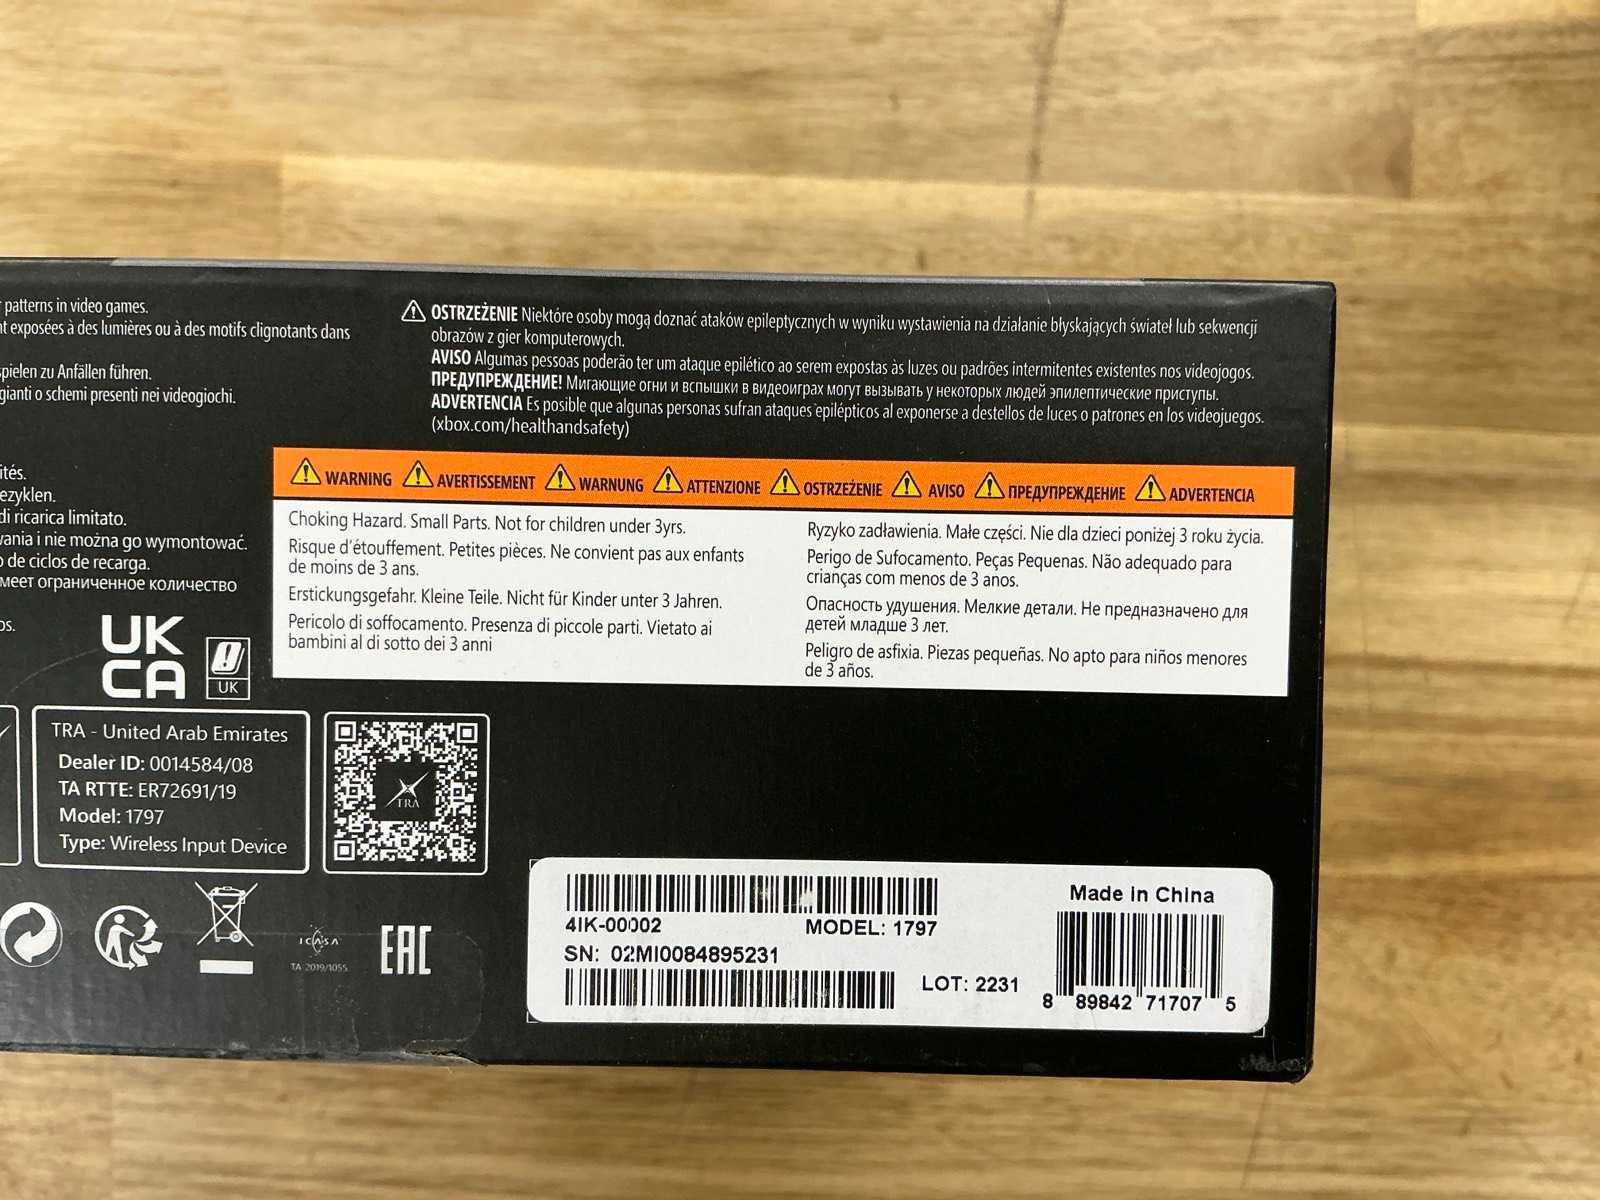 patterns in video games.
nt exposées à des lumières ou à des motifs clignotants dans
spielen zu Anfällen führen.
gianti o schemi presenti nei videogiochi.
ités.
ezyklen.
di ricarica limitato.
wania i nie można go wymontować.
o de ciclos de recarga.
меет ограниченное количество
os.
OSTRZEŻENIE Niektóre osoby mogą doznać ataków epileptycznych w wyniku wystawienia na działanie błyskających świateł lub sekwencji
obrazów z gier komputerowych.
AVISO Algumas pessoas poderão ter um ataque epilético ao serem expostas às luzes ou padrões intermitentes existentes nos videojogos.
ПРЕДУПРЕЖДЕНИЕ! Мигающие огни и вспышки в видеоиграх могут вызывать у некоторых людей эпилептические приступы.
ADVERTENCIA Es posible que algunas personas sufran ataques epilépticos al exponerse a destellos de luces o patrones en los videojuegos.
(xbox.com/healthandsafety)
WARNING AVERTISSEMENT WARNUNG ATTENZIONE OSTRZEŻENIE AVISO ПРЕДУПРЕЖДЕНИЕ ADVERTENCIA
Choking Hazard. Small Parts. Not for children under 3yrs.
Risque d'étouffement. Petites pièces. Ne convient pas aux enfants
de moins de 3 ans.
Erstickungsgefahr. Kleine Teile. Nicht für Kinder unter 3 Jahren.
Pericolo di soffocamento. Presenza di piccole parti. Vietato ai
bambini al di sotto dei 3 anni
Ryzyko zadławienia. Małe części. Nie dla dzieci poniżej 3 roku życia.
Perigo de Sufocamento. Peças Pequenas. Não adequado para
crianças com menos de 3 anos.
Опасность удушения. Мелкие детали. Не предназначено для
детей младше 3 лет.
Peligro de asfixia. Piezas pequeñas. No apto para niños menores
de 3 años.
UK
CA
UK
TRA - United Arab Emirates
Dealer ID: 0014584/08
TA RTTE: ER72691/19
Model: 1797
Type: Wireless Input Device
TRA
ICASA
TA 2019/1055
EAC
4IK-00002
MODEL: 1797
SN: 02MI0084895231
LOT: 2231
Made in China
8 89842 71707 5